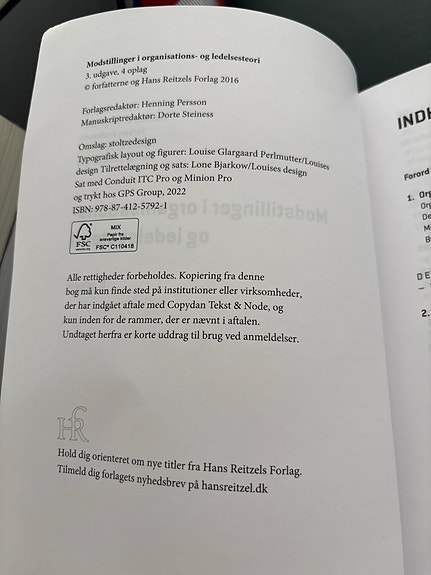 Modstillinger i organisations- og ledelsesteori
3. udgave, 4 oplag
© forfatterne og Hans Reitzels Forlag 2016
Forlagsredaktør: Henning Persson
Manuskriptredaktør: Dorte Steiness
Omslag: stoltzedesign
Typografisk layout og figurer: Louise Glargaard Perlmutter/Louises
design Tilrettelægning og sats: Lone Bjarkow/Louises design
Sat med Conduit ITC Pro og Minion Pro
og trykt hos GPS Group, 2022
ISBN: 978-87-412-5792-1
FSC
MIX
Papir fra
ansvarlige kilder
FSC® C110418
Alle rettigheder forbeholdes. Kopiering fra denne
bog må kun finde sted på institutioner eller virksomheder,
der har indgået aftale med Copydan Tekst & Node, og
kun inden for de rammer, der er nævnt i aftalen.
Undtaget herfra er korte uddrag til brug ved anmeldelser.
HR
Hold dig orienteret om nye titler fra Hans Reitzels Forlag.
Tilmeld dig forlagets nyhedsbrev på hansreitzel.dk
Forord
1.
2.